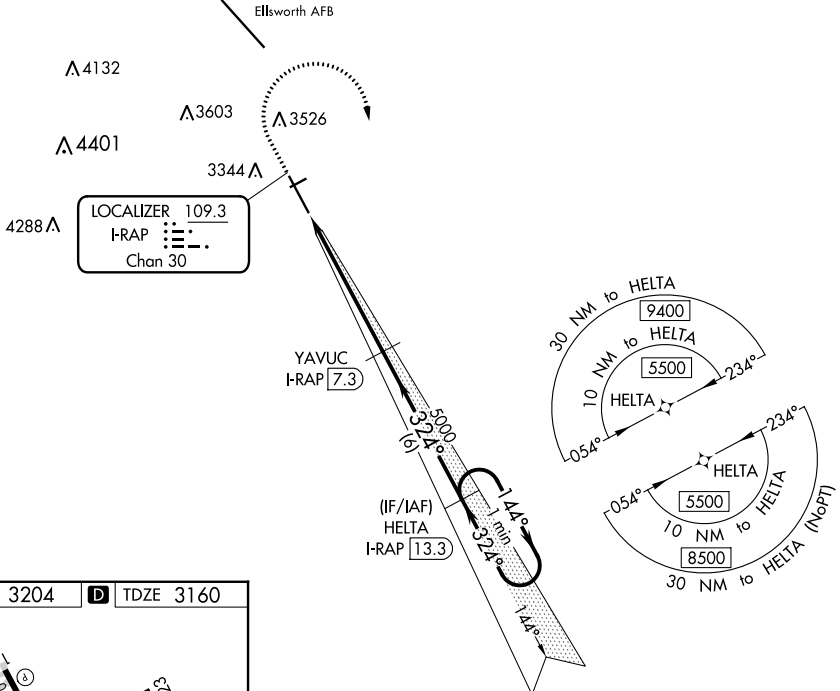 Ellsworth AFB
4132
3603
3526
4401
3344
4288
LOCALIZER 109.3
I-RAP
Chan 30
YAVUC
I-RAP 7.3
5000
324°
(6)
(IF/IAF)
HELTA
I-RAP 13.3
144°
1 min
324°
144°
30 NM to HELTA
9400
10 NM to HELTA
5500
234°
HELTA
054°
234°
HELTA
054°
5500
10 NM to HELTA
8500
30 NM to HELTA (NoPT)
3204 D TDZE 3160
P